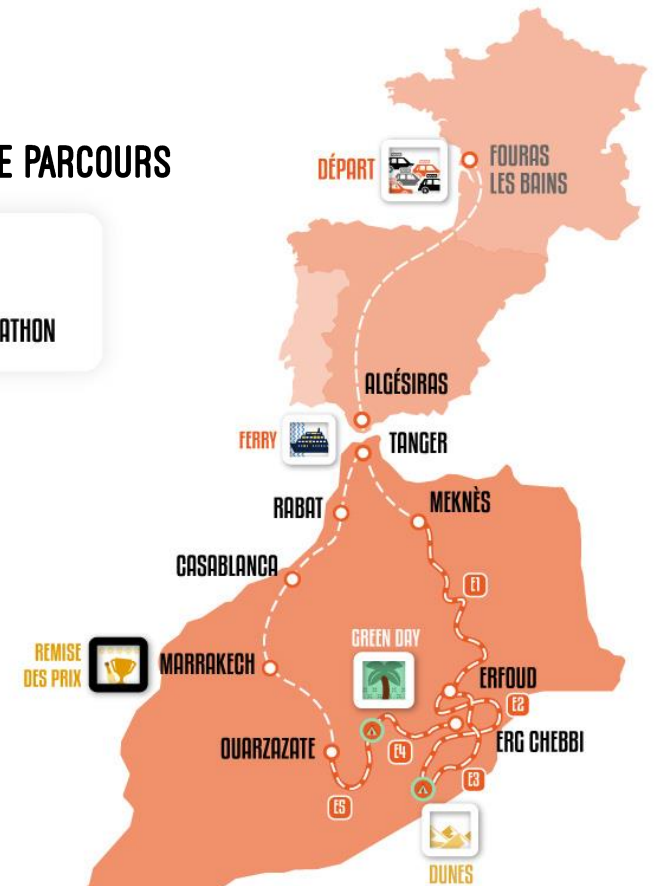 E PARCOURS
ATHON
DÉPART
FOURAS
LES BAINS
ALGÉSIRAS
FERRY
TANGER
RABAT
MEKNÈS
CASABLANCA
E1
REMISE
DES PRIX
MARRAKECH
GREEN DAY
ERFOUD
E2
OUARZAZATE
E4
ERG CHEBBI
E3
E5
DUNES